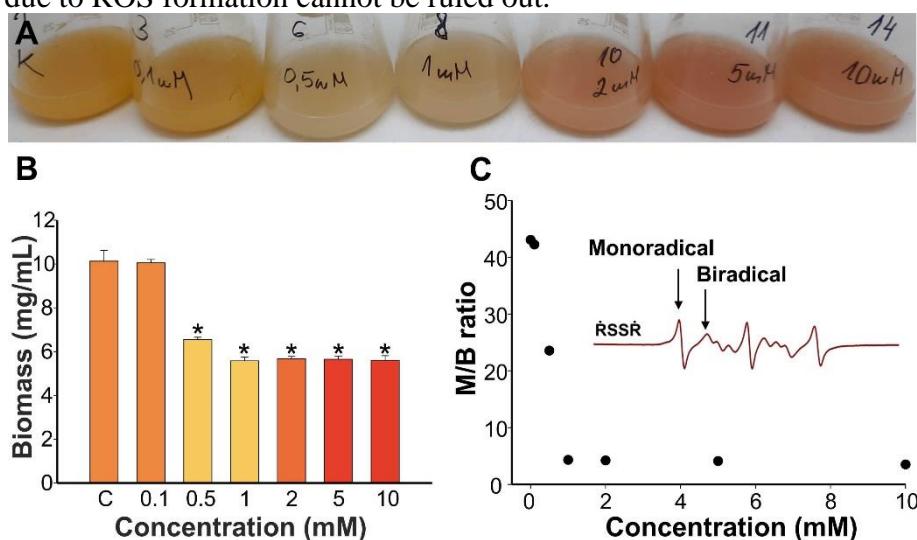 due to ROS formation cannot be ruled out.
A
K
3
0,1mM
6
0,5mM
8
1mM
10
2mM
11
5mM
14
10mM
B
12
10
8
6
4
2
0
Biomass (mg/mL)
* * * * *
C 0.1 0.5 1 2 5 10
Concentration (mM)
C
50
40
30
20
10
0
M/B ratio
Monoradical
Biradical
ṘSSṘ
0 2 4 6 8 10
Concentration (mM)